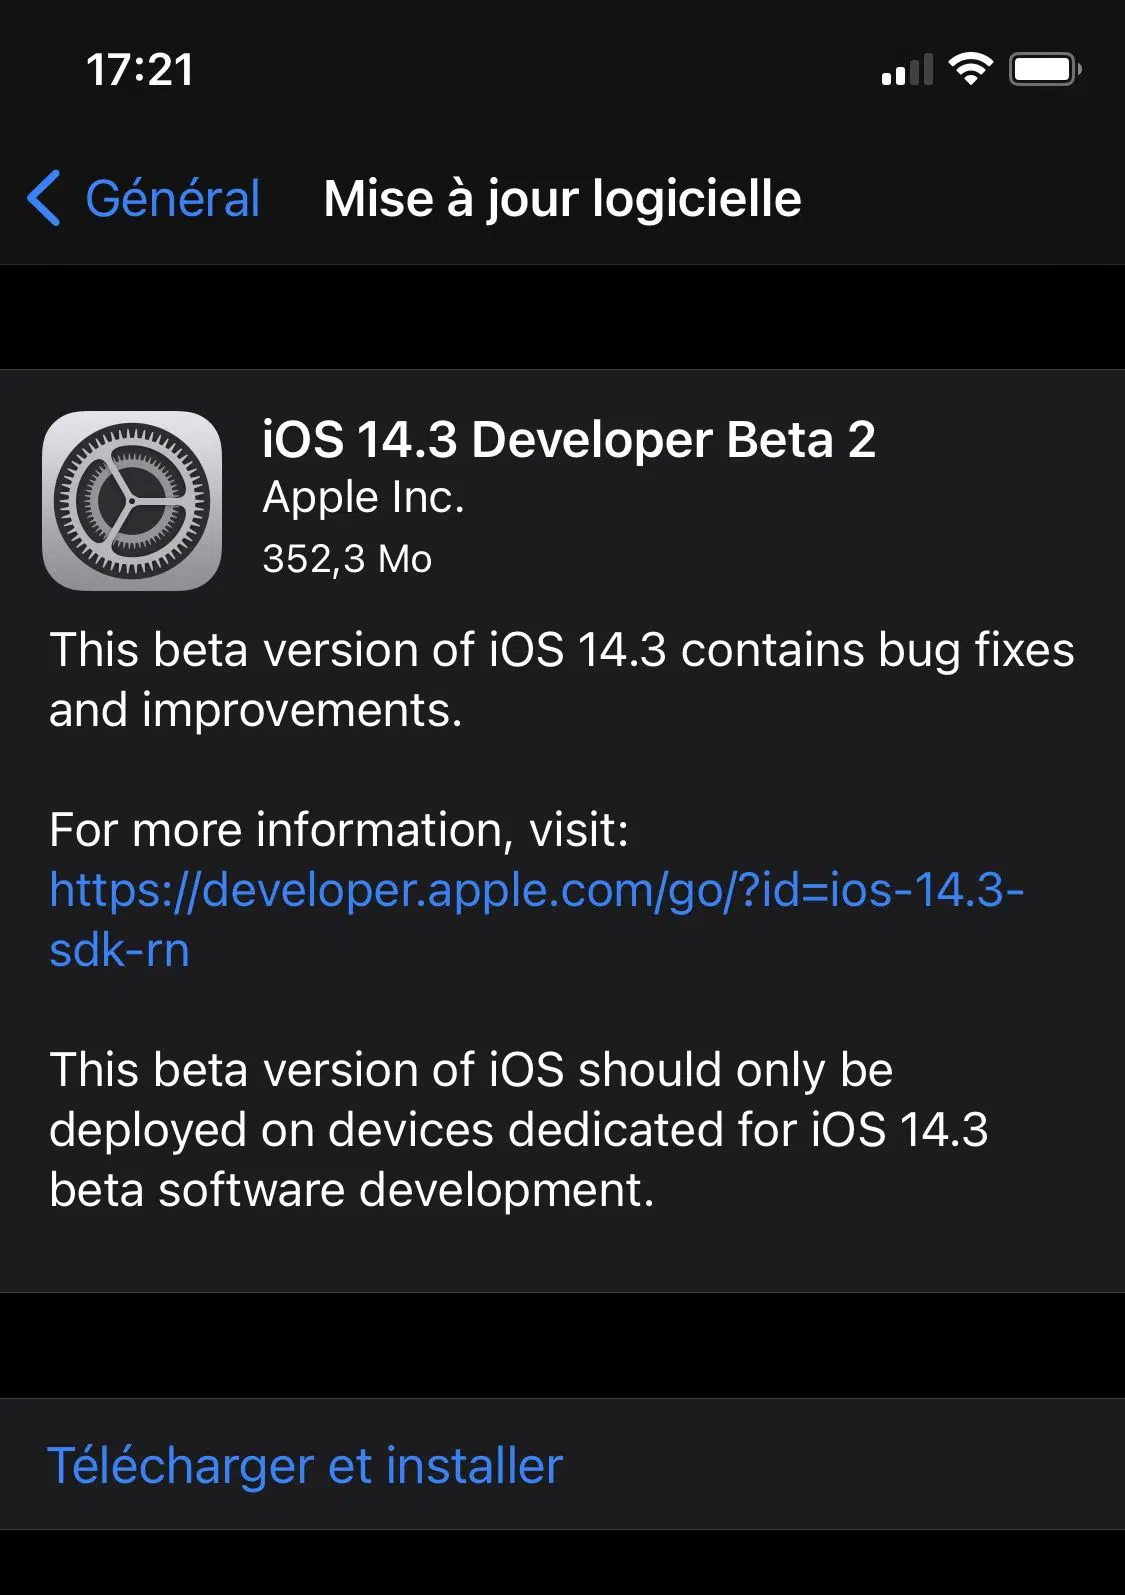 17:21
Général
Mise à jour logicielle
iOS 14.3 Developer Beta 2
Apple Inc.
352,3 Mo
This beta version of iOS 14.3 contains bug fixes
and improvements.
For more information, visit:
https://developer.apple.com/go/?id=ios-14.3-
sdk-rn
This beta version of iOS should only be
deployed on devices dedicated for iOS 14.3
beta software development.
Télécharger et installer